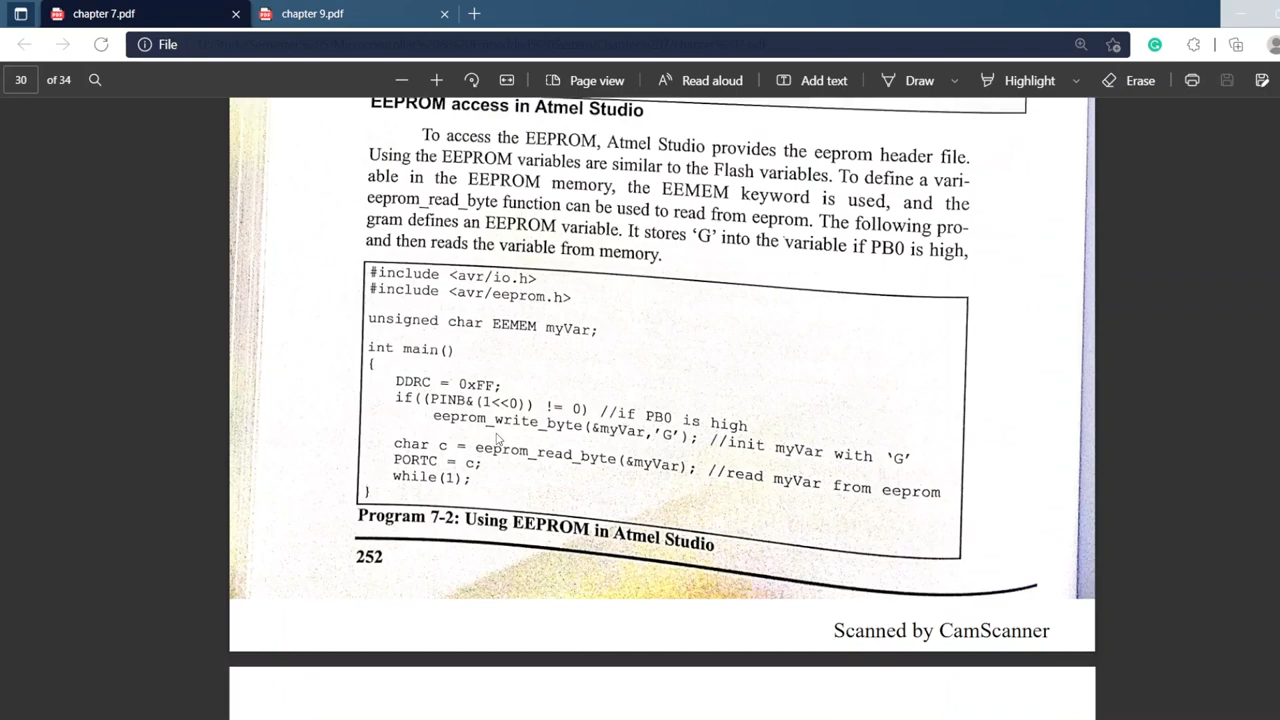 chapter 7.pdf
chapter 9.pdf
File
30 of 34
Page view
Read aloud
Add text
Draw
Highlight
Erase
EEPROM access in Atmel Studio
To access the EEPROM, Atmel Studio provides the eeprom header file.
Using the EEPROM variables are similar to the Flash variables. To define a vari-
able in the EEPROM memory, the EEMEM keyword is used, and the
eeprom_read_byte function can be used to read from eeprom. The following pro-
gram defines an EEPROM variable. It stores ‘G’ into the variable if PB0 is high,
and then reads the variable from memory.
#include <avr/io.h>
#include <avr/eeprom.h>
unsigned char EEMEM myVar;
int main()
{
DDRC = 0xFF;
if((PINB&(1<<0)) != 0) //if PB0 is high
eeprom_write_byte(&myVar,’G’); //init myVar with ‘G’
char c = eeprom_read_byte(&myVar); //read myVar from eeprom
PORTC = c;
while(1);
}
Program 7-2: Using EEPROM in Atmel Studio
252
Scanned by CamScanner